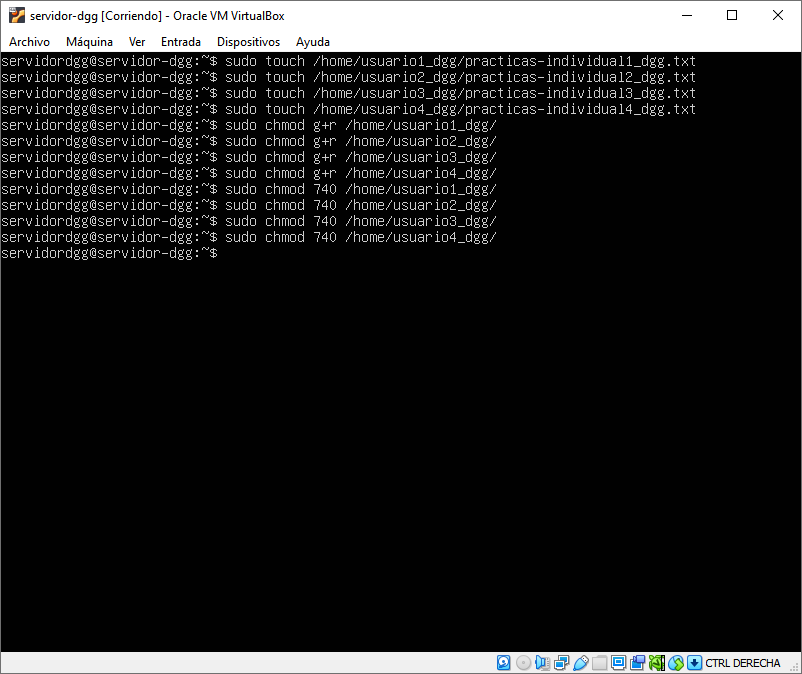 servidor-dgg [Corriendo] - Oracle VM VirtualBox
Archivo Máquina Ver Entrada Dispositivos Ayuda
servidordgg@servidor-dgg:~$ sudo touch /home/usuario1_dgg/practicas-individual1_dgg.txt
servidordgg@servidor-dgg:~$ sudo touch /home/usuario2_dgg/practicas-individual2_dgg.txt
servidordgg@servidor-dgg:~$ sudo touch /home/usuario3_dgg/practicas-individual3_dgg.txt
servidordgg@servidor-dgg:~$ sudo touch /home/usuario4_dgg/practicas-individual4_dgg.txt
servidordgg@servidor-dgg:~$ sudo chmod g+r /home/usuario1_dgg/
servidordgg@servidor-dgg:~$ sudo chmod g+r /home/usuario2_dgg/
servidordgg@servidor-dgg:~$ sudo chmod g+r /home/usuario3_dgg/
servidordgg@servidor-dgg:~$ sudo chmod g+r /home/usuario4_dgg/
servidordgg@servidor-dgg:~$ sudo chmod 740 /home/usuario1_dgg/
servidordgg@servidor-dgg:~$ sudo chmod 740 /home/usuario2_dgg/
servidordgg@servidor-dgg:~$ sudo chmod 740 /home/usuario3_dgg/
servidordgg@servidor-dgg:~$ sudo chmod 740 /home/usuario4_dgg/
servidordgg@servidor-dgg:~$
CTRL DERECHA